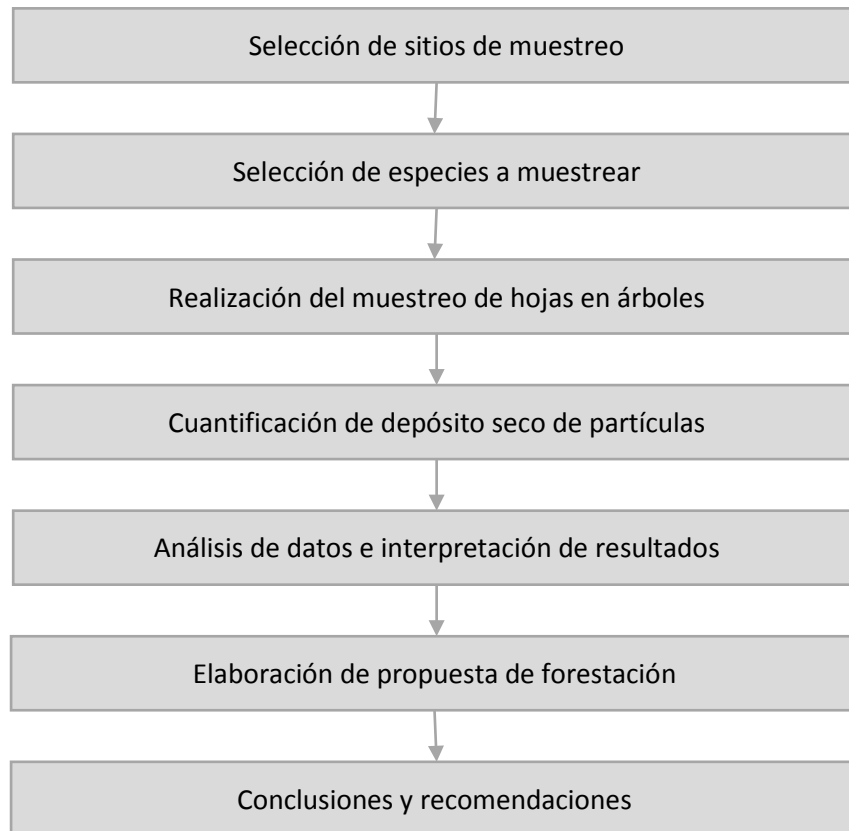 Selección de sitios de muestreo
Selección de especies a muestrear
Realización del muestreo de hojas en árboles
Cuantificación de depósito seco de partículas
Análisis de datos e interpretación de resultados
Elaboración de propuesta de forestación
Conclusiones y recomendaciones